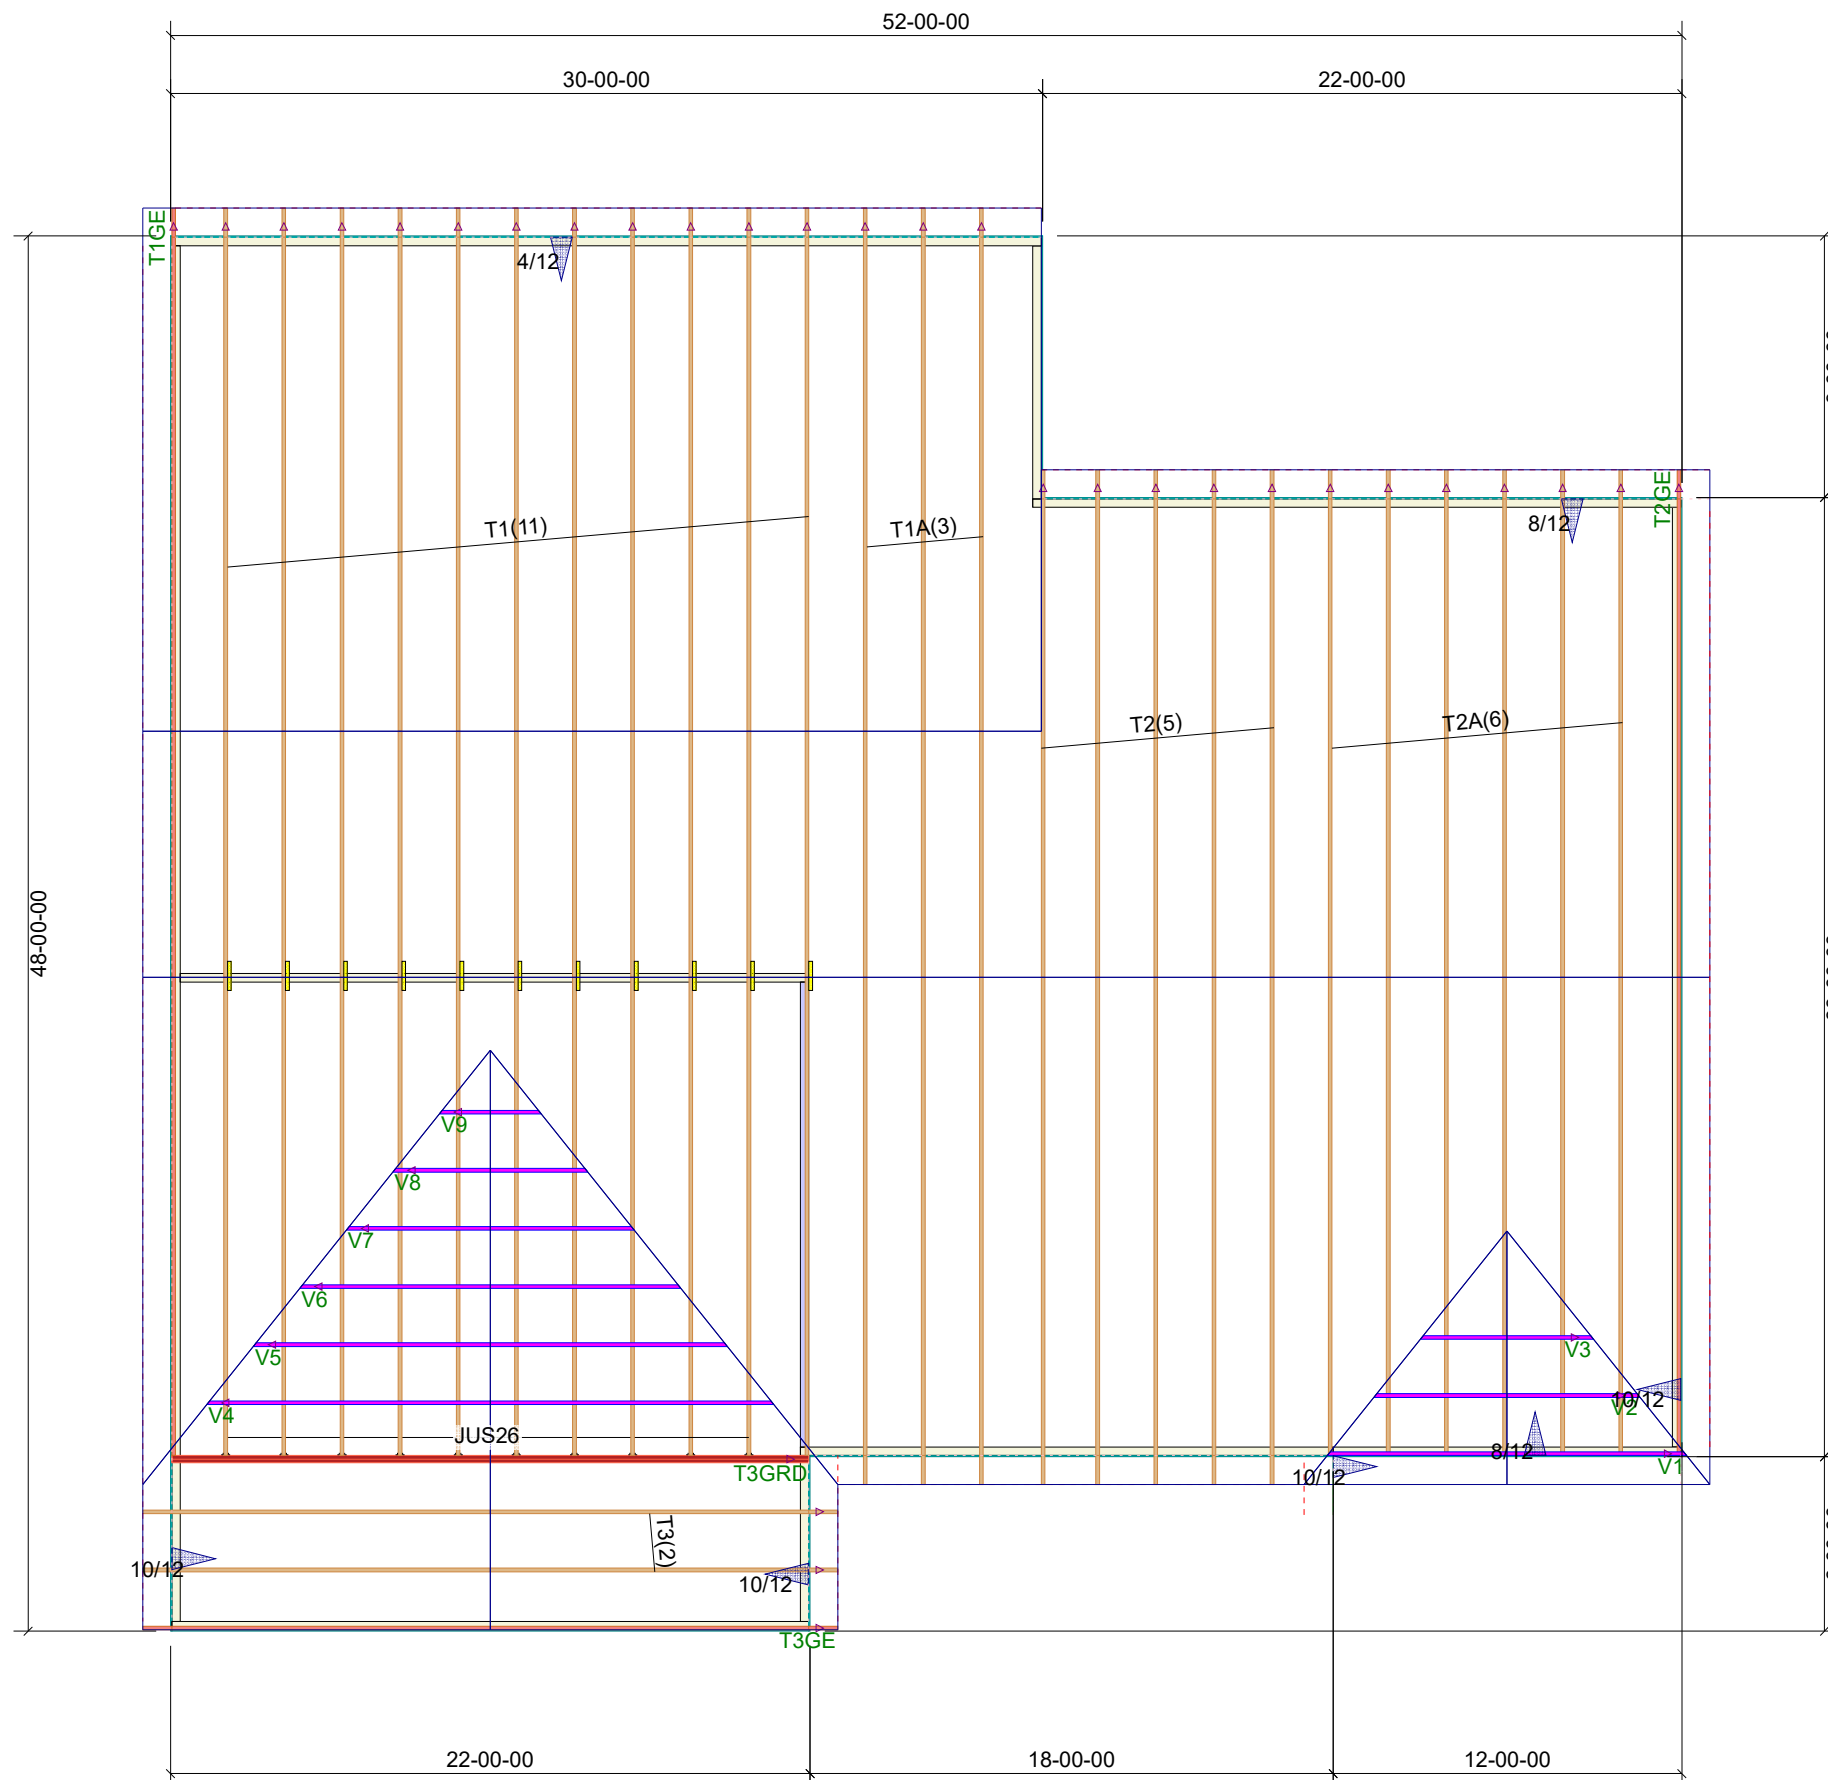 52-00-00
30-00-00
22-00-00
T1GE
4/12
T2GE
8/12
T1(11)
T1A(3)
T2(5)
T2A(6)
48-00-00
V9
V8
V7
V6
V5
V4
V3
10/12
V2
JUS26
8/12
V1
T3GRD
10/12
T3(2)
10/12
10/12
T3GE
22-00-00
18-00-00
12-00-00